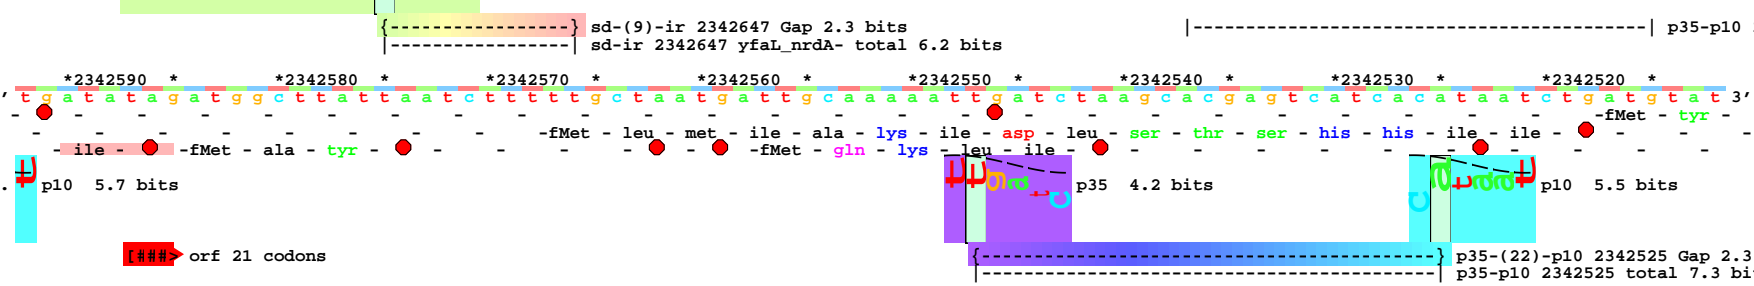 {------------------} sd-(9)-ir 2342647 Gap 2.3 bits |----------------------------------------------| p35-p10
|------------------| sd-ir 2342647 yfaL_nrdA- total 6.2 bits
*2342590 * *2342580 * *2342570 * *2342560 * *2342550 * *2342540 * *2342530 * *2342520 *
' t g a t a t a g a t g g c t t a t t a a t c t t t t t g c t a a t g a t t g c a a a a a t t g a t c t a a g c a c g a g t c a t c a c a t a a t c t g a t g t a t 3'
- - - - - - - - - - - - - - - - - - - - - - - - -fMet - tyr -
- - - - - - - - -fMet - leu - met - ile - ala - lys - ile - asp - leu - ser - thr - ser - his - his - ile - ile - - - -
- ile - -fMet - ala - tyr - - - - - - - -fMet - gln - lys - leu - ile - - - - - - - - -
. t p10 5.7 bits t t g a t c p35 4.2 bits c a t a a t p10 5.5 bits
[###> orf 21 codons {---------------------------------------------} p35-(22)-p10 2342525 Gap 2.3
|---------------------------------------------| p35-p10 2342525 total 7.3 bi